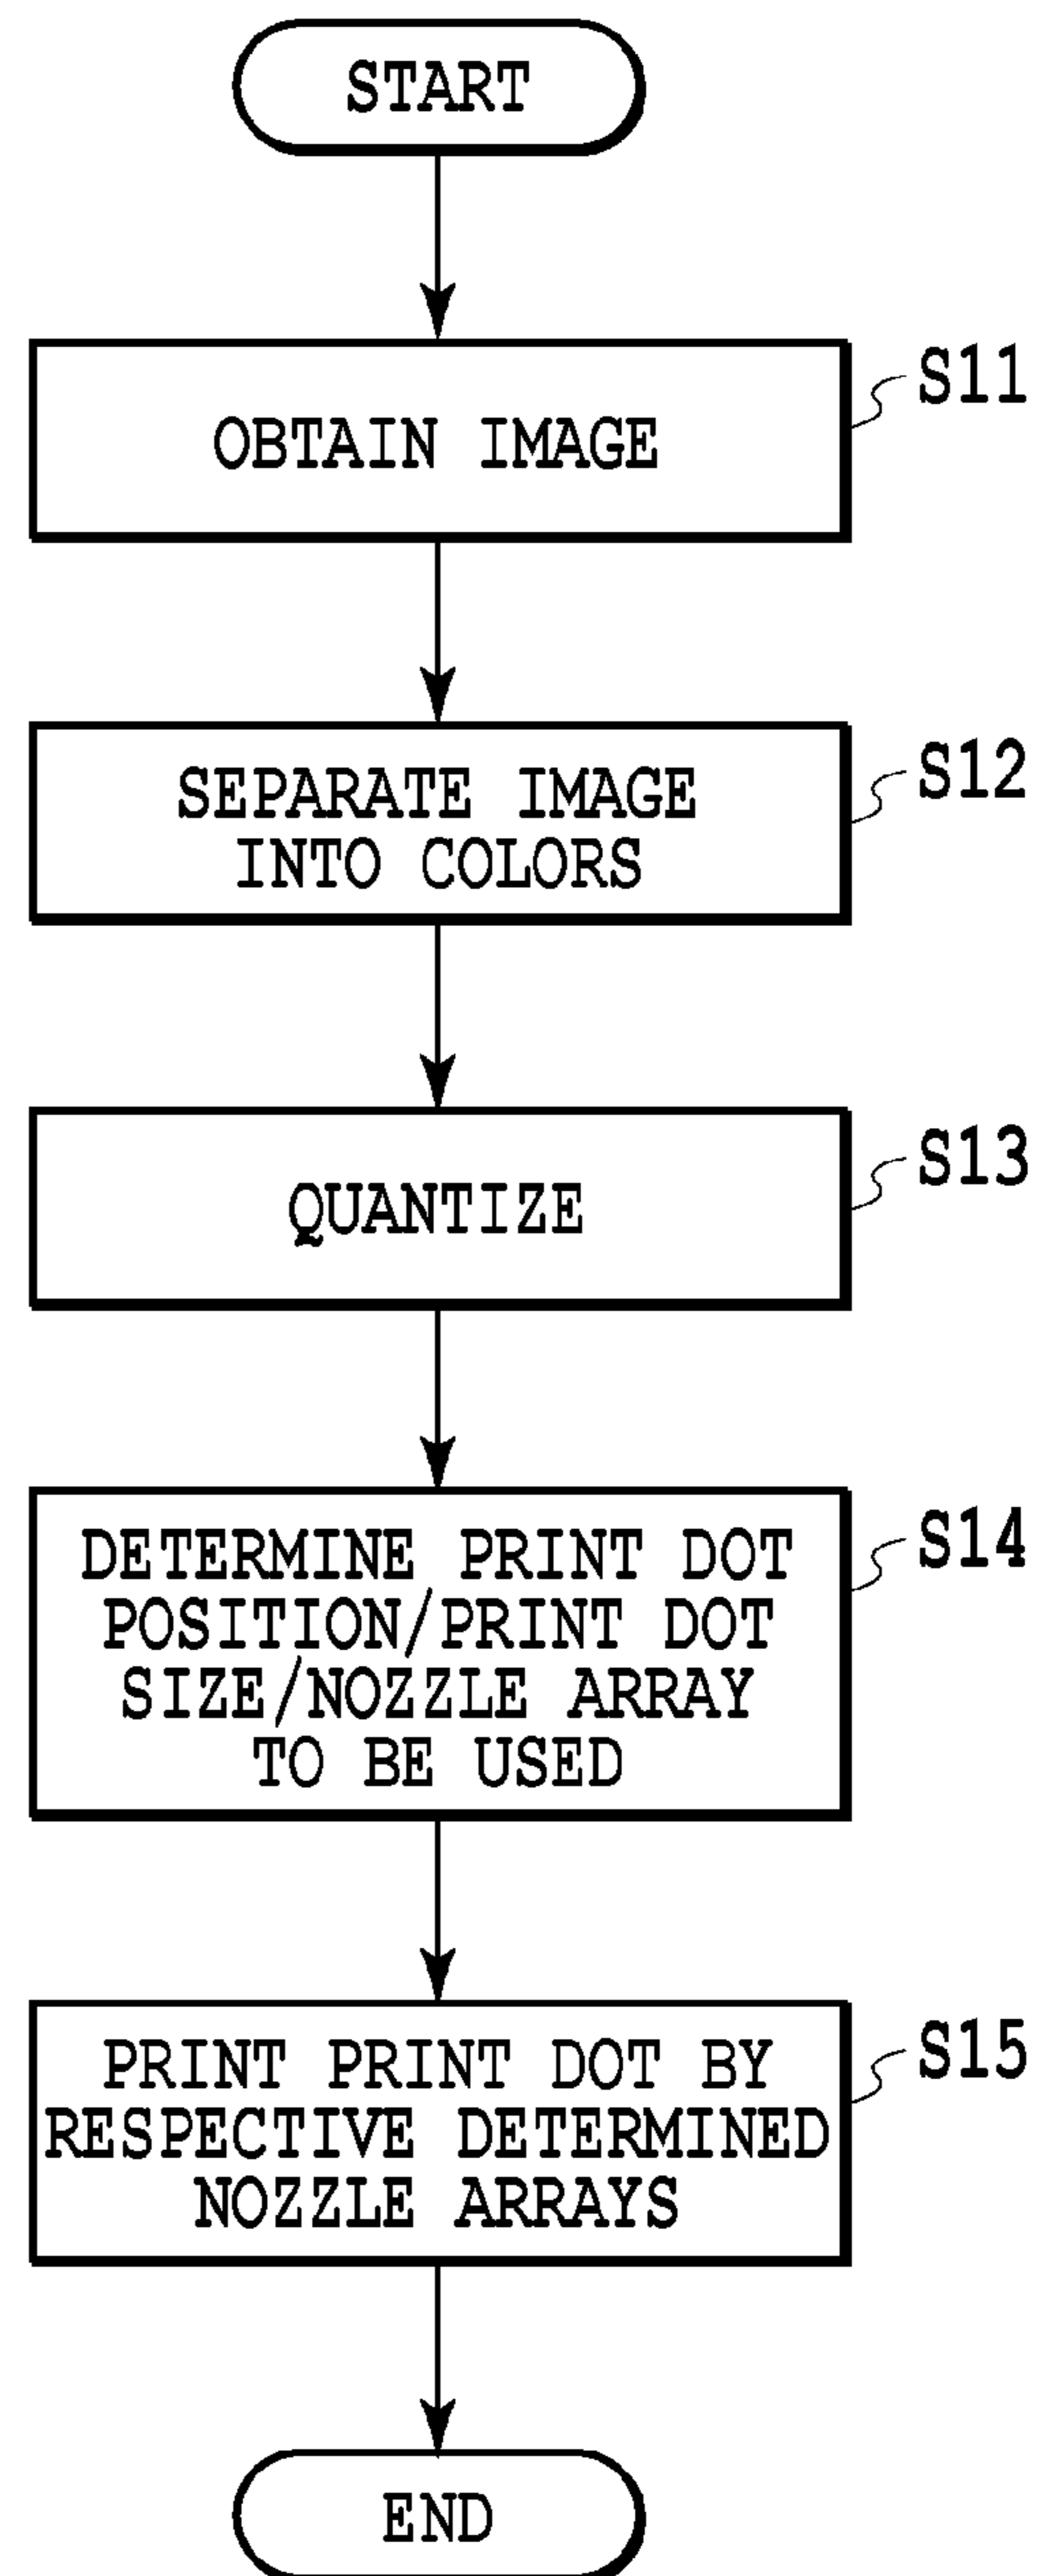 START
OBTAIN IMAGE
S11
SEPARATE IMAGE
INTO COLORS
S12
QUANTIZE
S13
DETERMINE PRINT DOT
POSITION/PRINT DOT
SIZE/NOZZLE ARRAY
TO BE USED
S14
PRINT PRINT DOT BY
RESPECTIVE DETERMINED
NOZZLE ARRAYS
S15
END